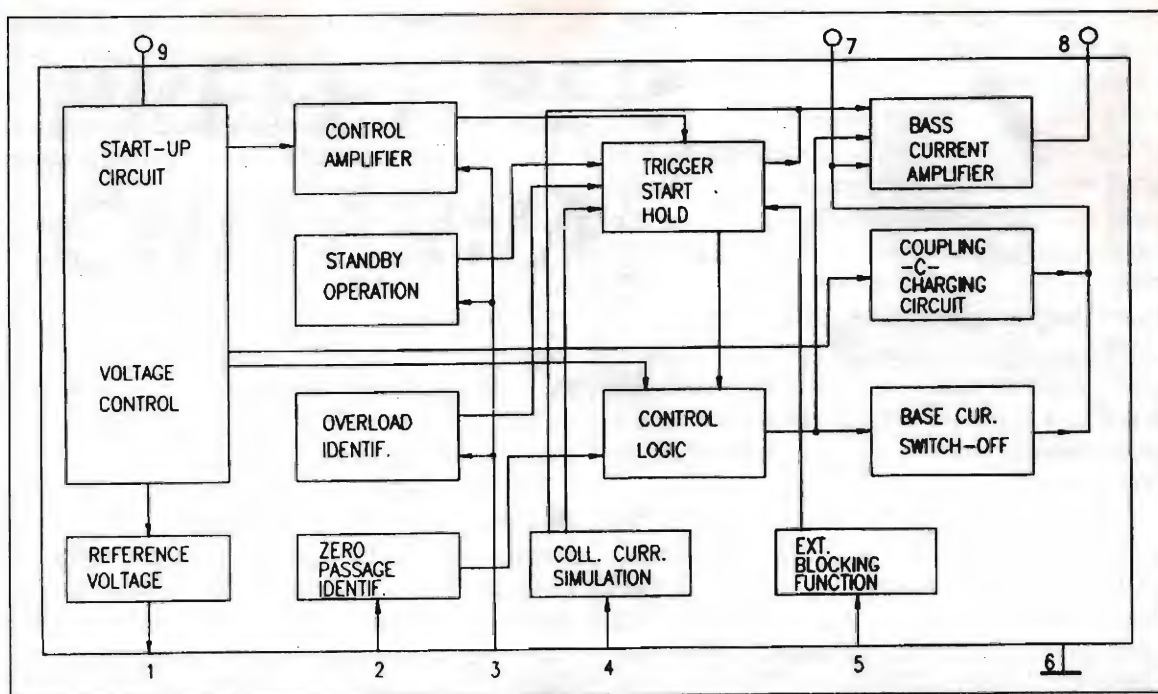 9
7
8
START-UP
CIRCUIT
VOLTAGE
CONTROL
CONTROL
AMPLIFIER
STANDBY
OPERATION
OVERLOAD
IDENTIF.
TRIGGER
START
HOLD
CONTROL
LOGIC
BASS
CURRENT
AMPLIFIER
COUPLING
-C-
CHARGING
CIRCUIT
BASE CUR.
SWITCH-OFF
REFERENCE
VOLTAGE
ZERO
PASSAGE
IDENTIF.
COLL. CURR.
SIMULATION
EXT.
BLOCKING
FUNCTION
1
2
3
4
5
6